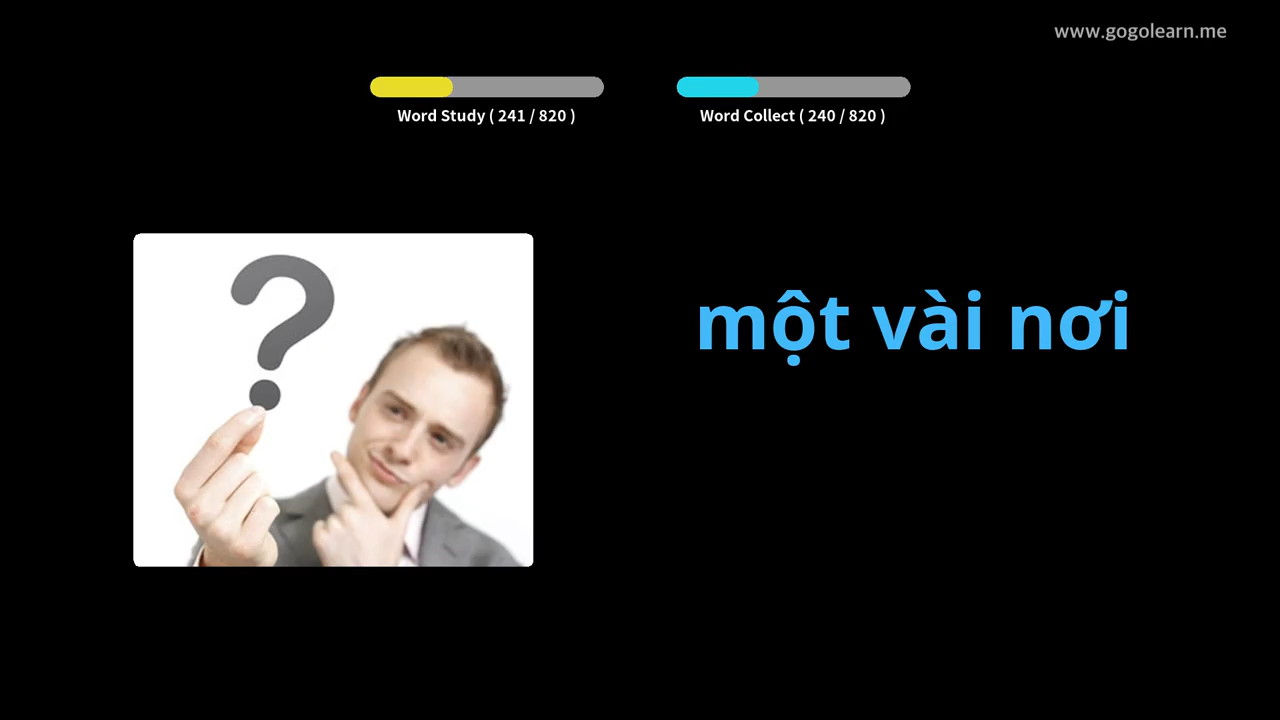 www.gogolearn.me
Word Study ( 241 / 820 )
Word Collect ( 240 / 820 )
?
một vài nơi